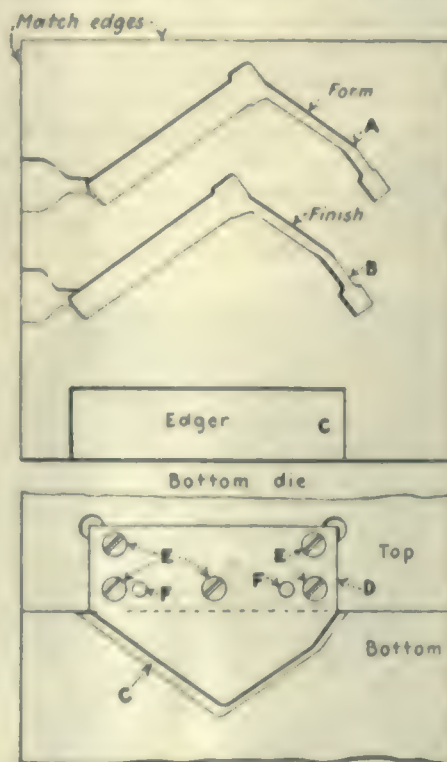 Match edges
Form
A
Finish
B
Edger C
Bottom die
E E Top
F F D
Bottom
C